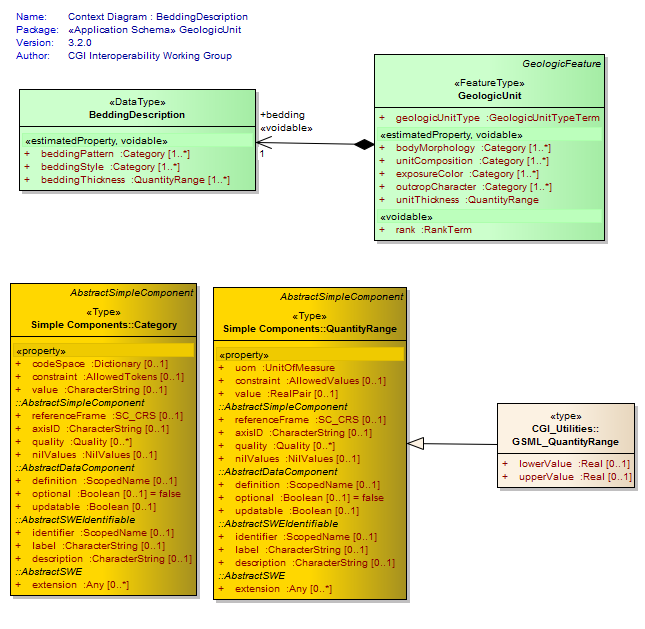 Name: Context Diagram : BeddingDescription
Package: «Application Schema» GeologicUnit
Version: 3.2.0
Author: CGI Interoperability Working Group
«DataType»
BeddingDescription
«estimatedProperty, voidable»
+ beddingPattern :Category [1..*]
+ beddingStyle :Category [1..*]
+ beddingThickness :QuantityRange [1..*]
+bedding
«voidable»
1
GeologicFeature
«FeatureType»
GeologicUnit
+ geologicUnitType :GeologicUnitTypeTerm
«estimatedProperty, voidable»
+ bodyMorphology :Category [1..*]
+ unitComposition :Category [1..*]
+ exposureColor :Category [1..*]
+ outcropCharacter :Category [1..*]
+ unitThickness :QuantityRange
«voidable»
+ rank :RankTerm
AbstractSimpleComponent
«Type»
Simple Components::Category
«property»
+ codeSpace :Dictionary [0..1]
+ constraint :AllowedTokens [0..1]
+ value :CharacterString [0..1]
::AbstractSimpleComponent
+ referenceFrame :SC_CRS [0..1]
+ axisID :CharacterString [0..1]
+ quality :Quality [0..*]
+ nilValues :NilValues [0..1]
::AbstractDataComponent
+ definition :ScopedName [0..1]
+ optional :Boolean [0..1] = false
+ updatable :Boolean [0..1]
::AbstractSWEIdentifiable
+ identifier :ScopedName [0..1]
+ label :CharacterString [0..1]
+ description :CharacterString [0..1]
::AbstractSWE
+ extension :Any [0..*]
AbstractSimpleComponent
«Type»
Simple Components::QuantityRange
«property»
+ uom :UnitOfMeasure
+ constraint :AllowedValues [0..1]
+ value :RealPair [0..1]
::AbstractSimpleComponent
+ referenceFrame :SC_CRS [0..1]
+ axisID :CharacterString [0..1]
+ quality :Quality [0..*]
+ nilValues :NilValues [0..1]
::AbstractDataComponent
+ definition :ScopedName [0..1]
+ optional :Boolean [0..1] = false
+ updatable :Boolean [0..1]
::AbstractSWEIdentifiable
+ identifier :ScopedName [0..1]
+ label :CharacterString [0..1]
+ description :CharacterString [0..1]
::AbstractSWE
+ extension :Any [0..*]
«type»
CGI_Utilities::
GSML_QuantityRange
+ lowerValue :Real [0..1]
+ upperValue :Real [0..1]